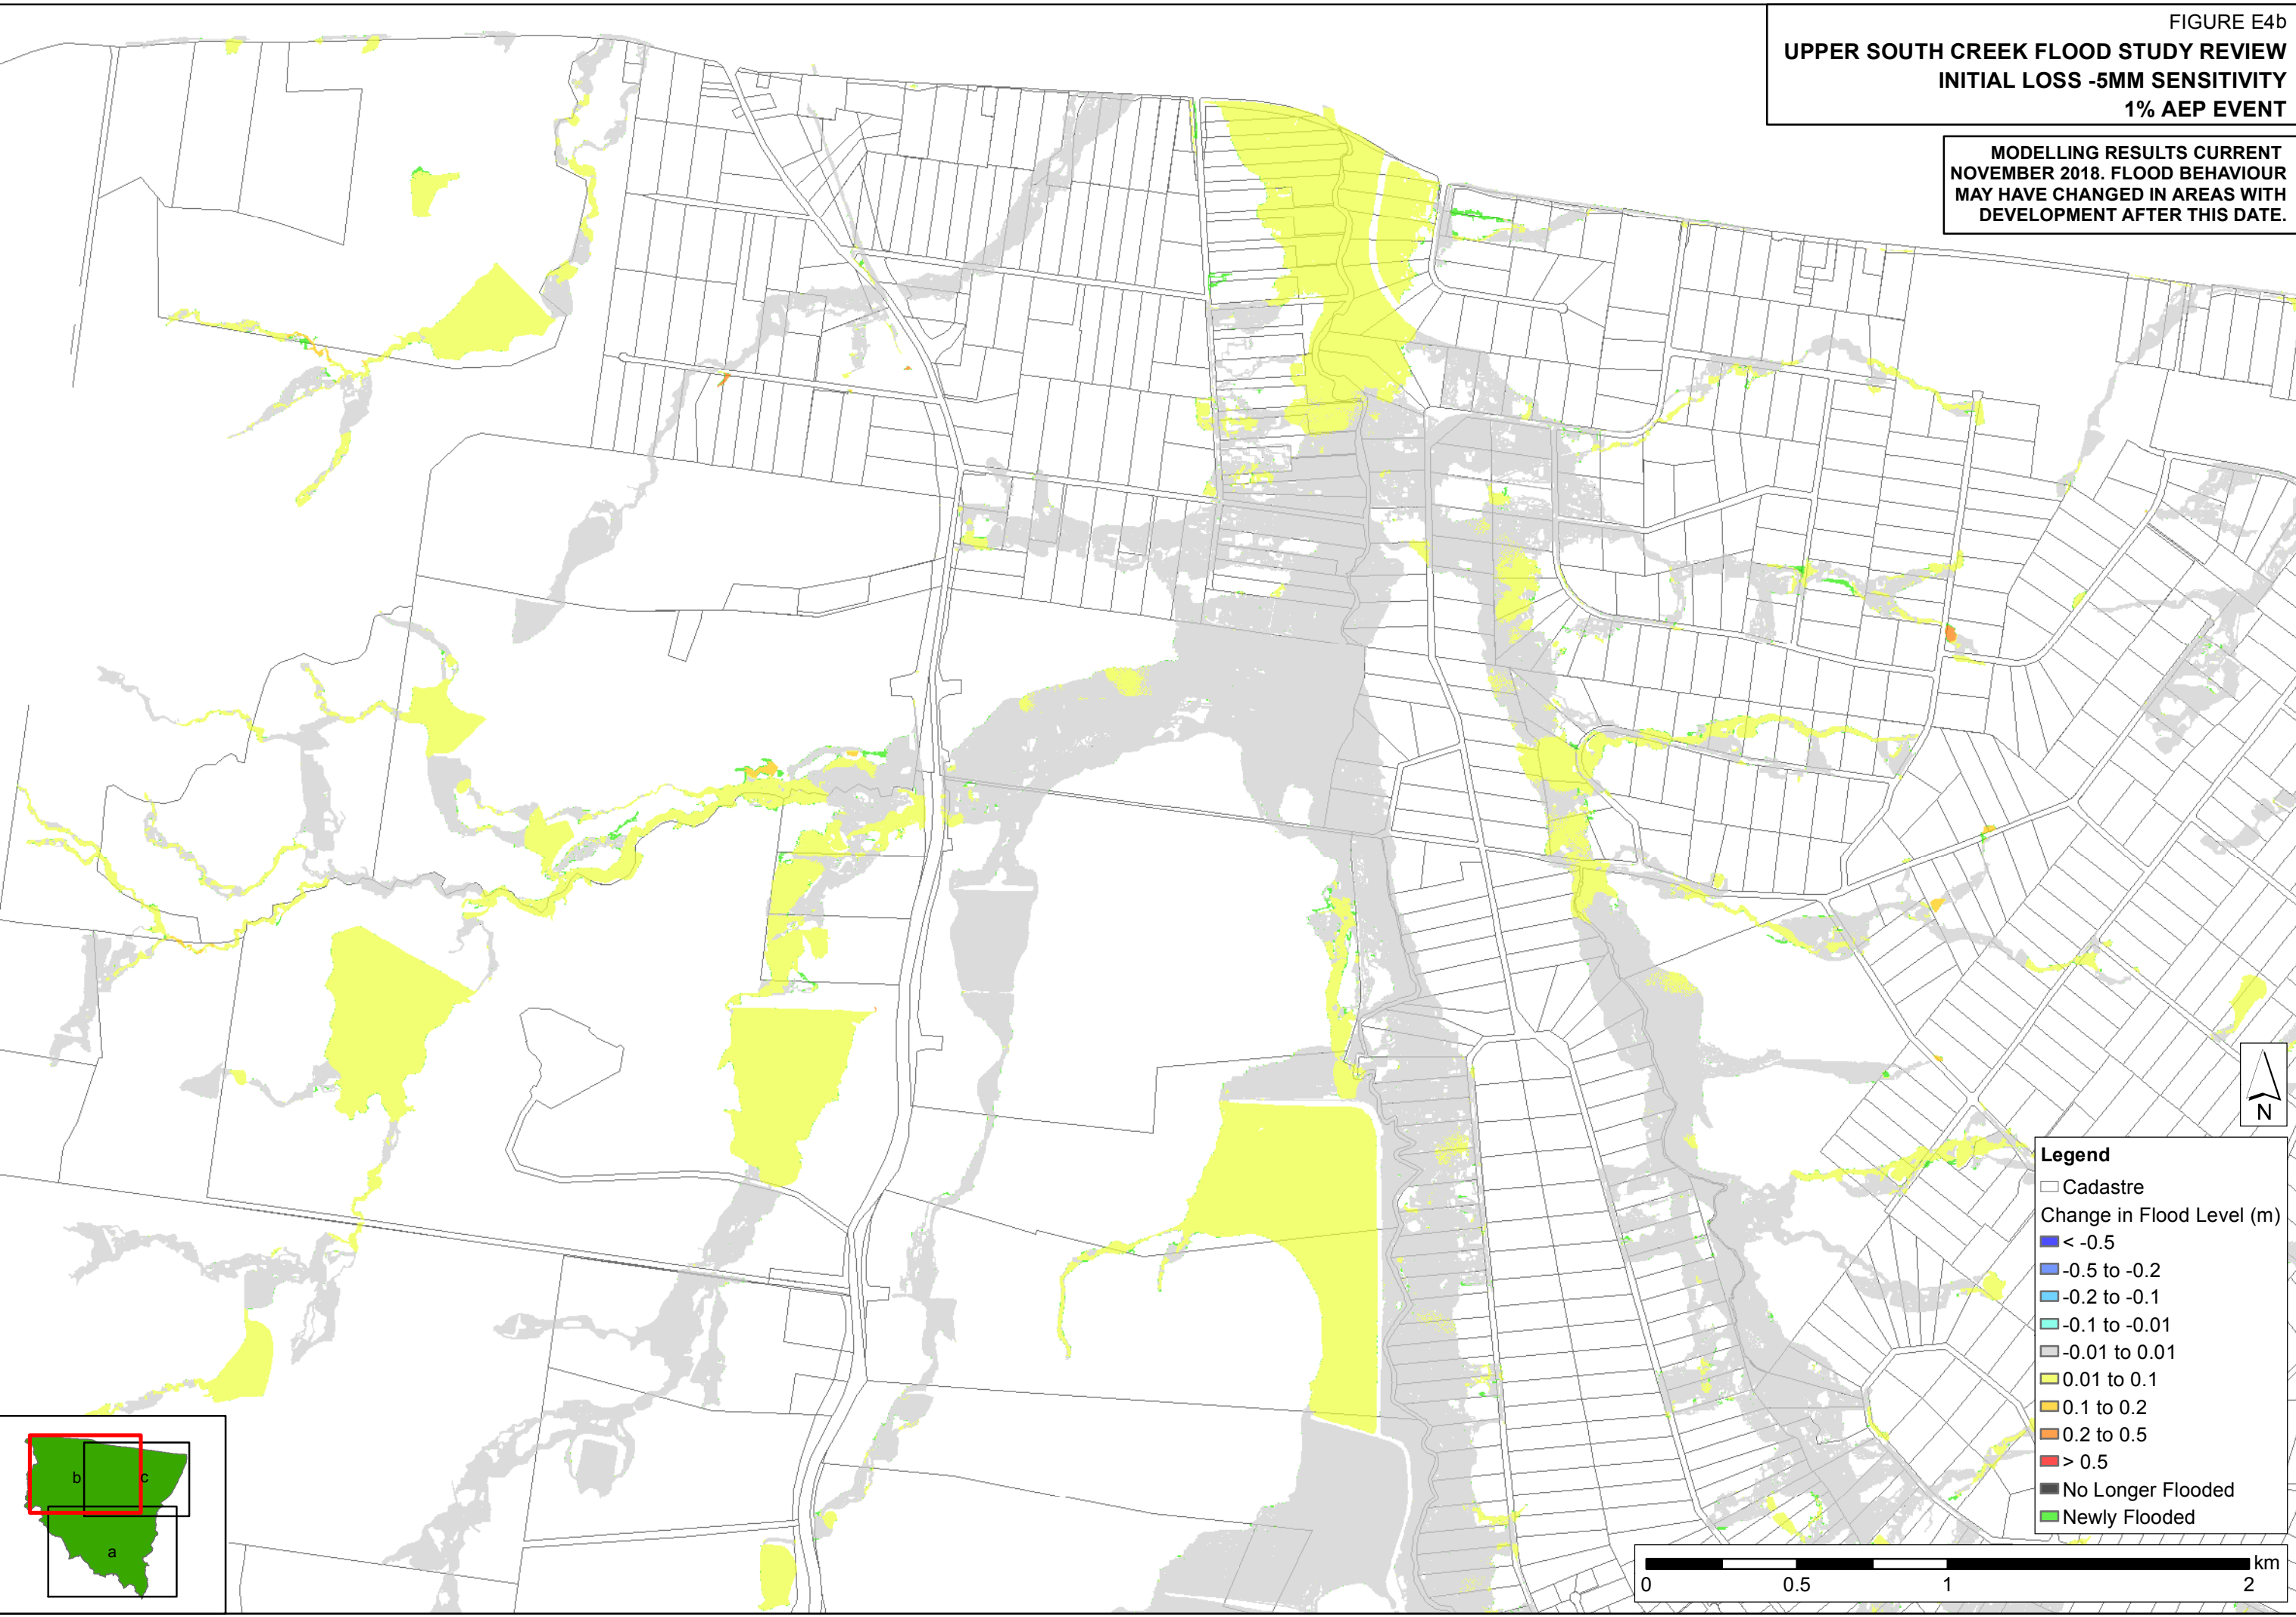 FIGURE E4b
UPPER SOUTH CREEK FLOOD STUDY REVIEW
INITIAL LOSS -5MM SENSITIVITY
1% AEP EVENT
MODELLING RESULTS CURRENT
NOVEMBER 2018. FLOOD BEHAVIOUR
MAY HAVE CHANGED IN AREAS WITH
DEVELOPMENT AFTER THIS DATE.
N
Legend
Cadastre
Change in Flood Level (m)
< -0.5
-0.5 to -0.2
-0.2 to -0.1
-0.1 to -0.01
-0.01 to 0.01
0.01 to 0.1
0.1 to 0.2
0.2 to 0.5
> 0.5
No Longer Flooded
Newly Flooded
b c
a
km
0 0.5 1 2